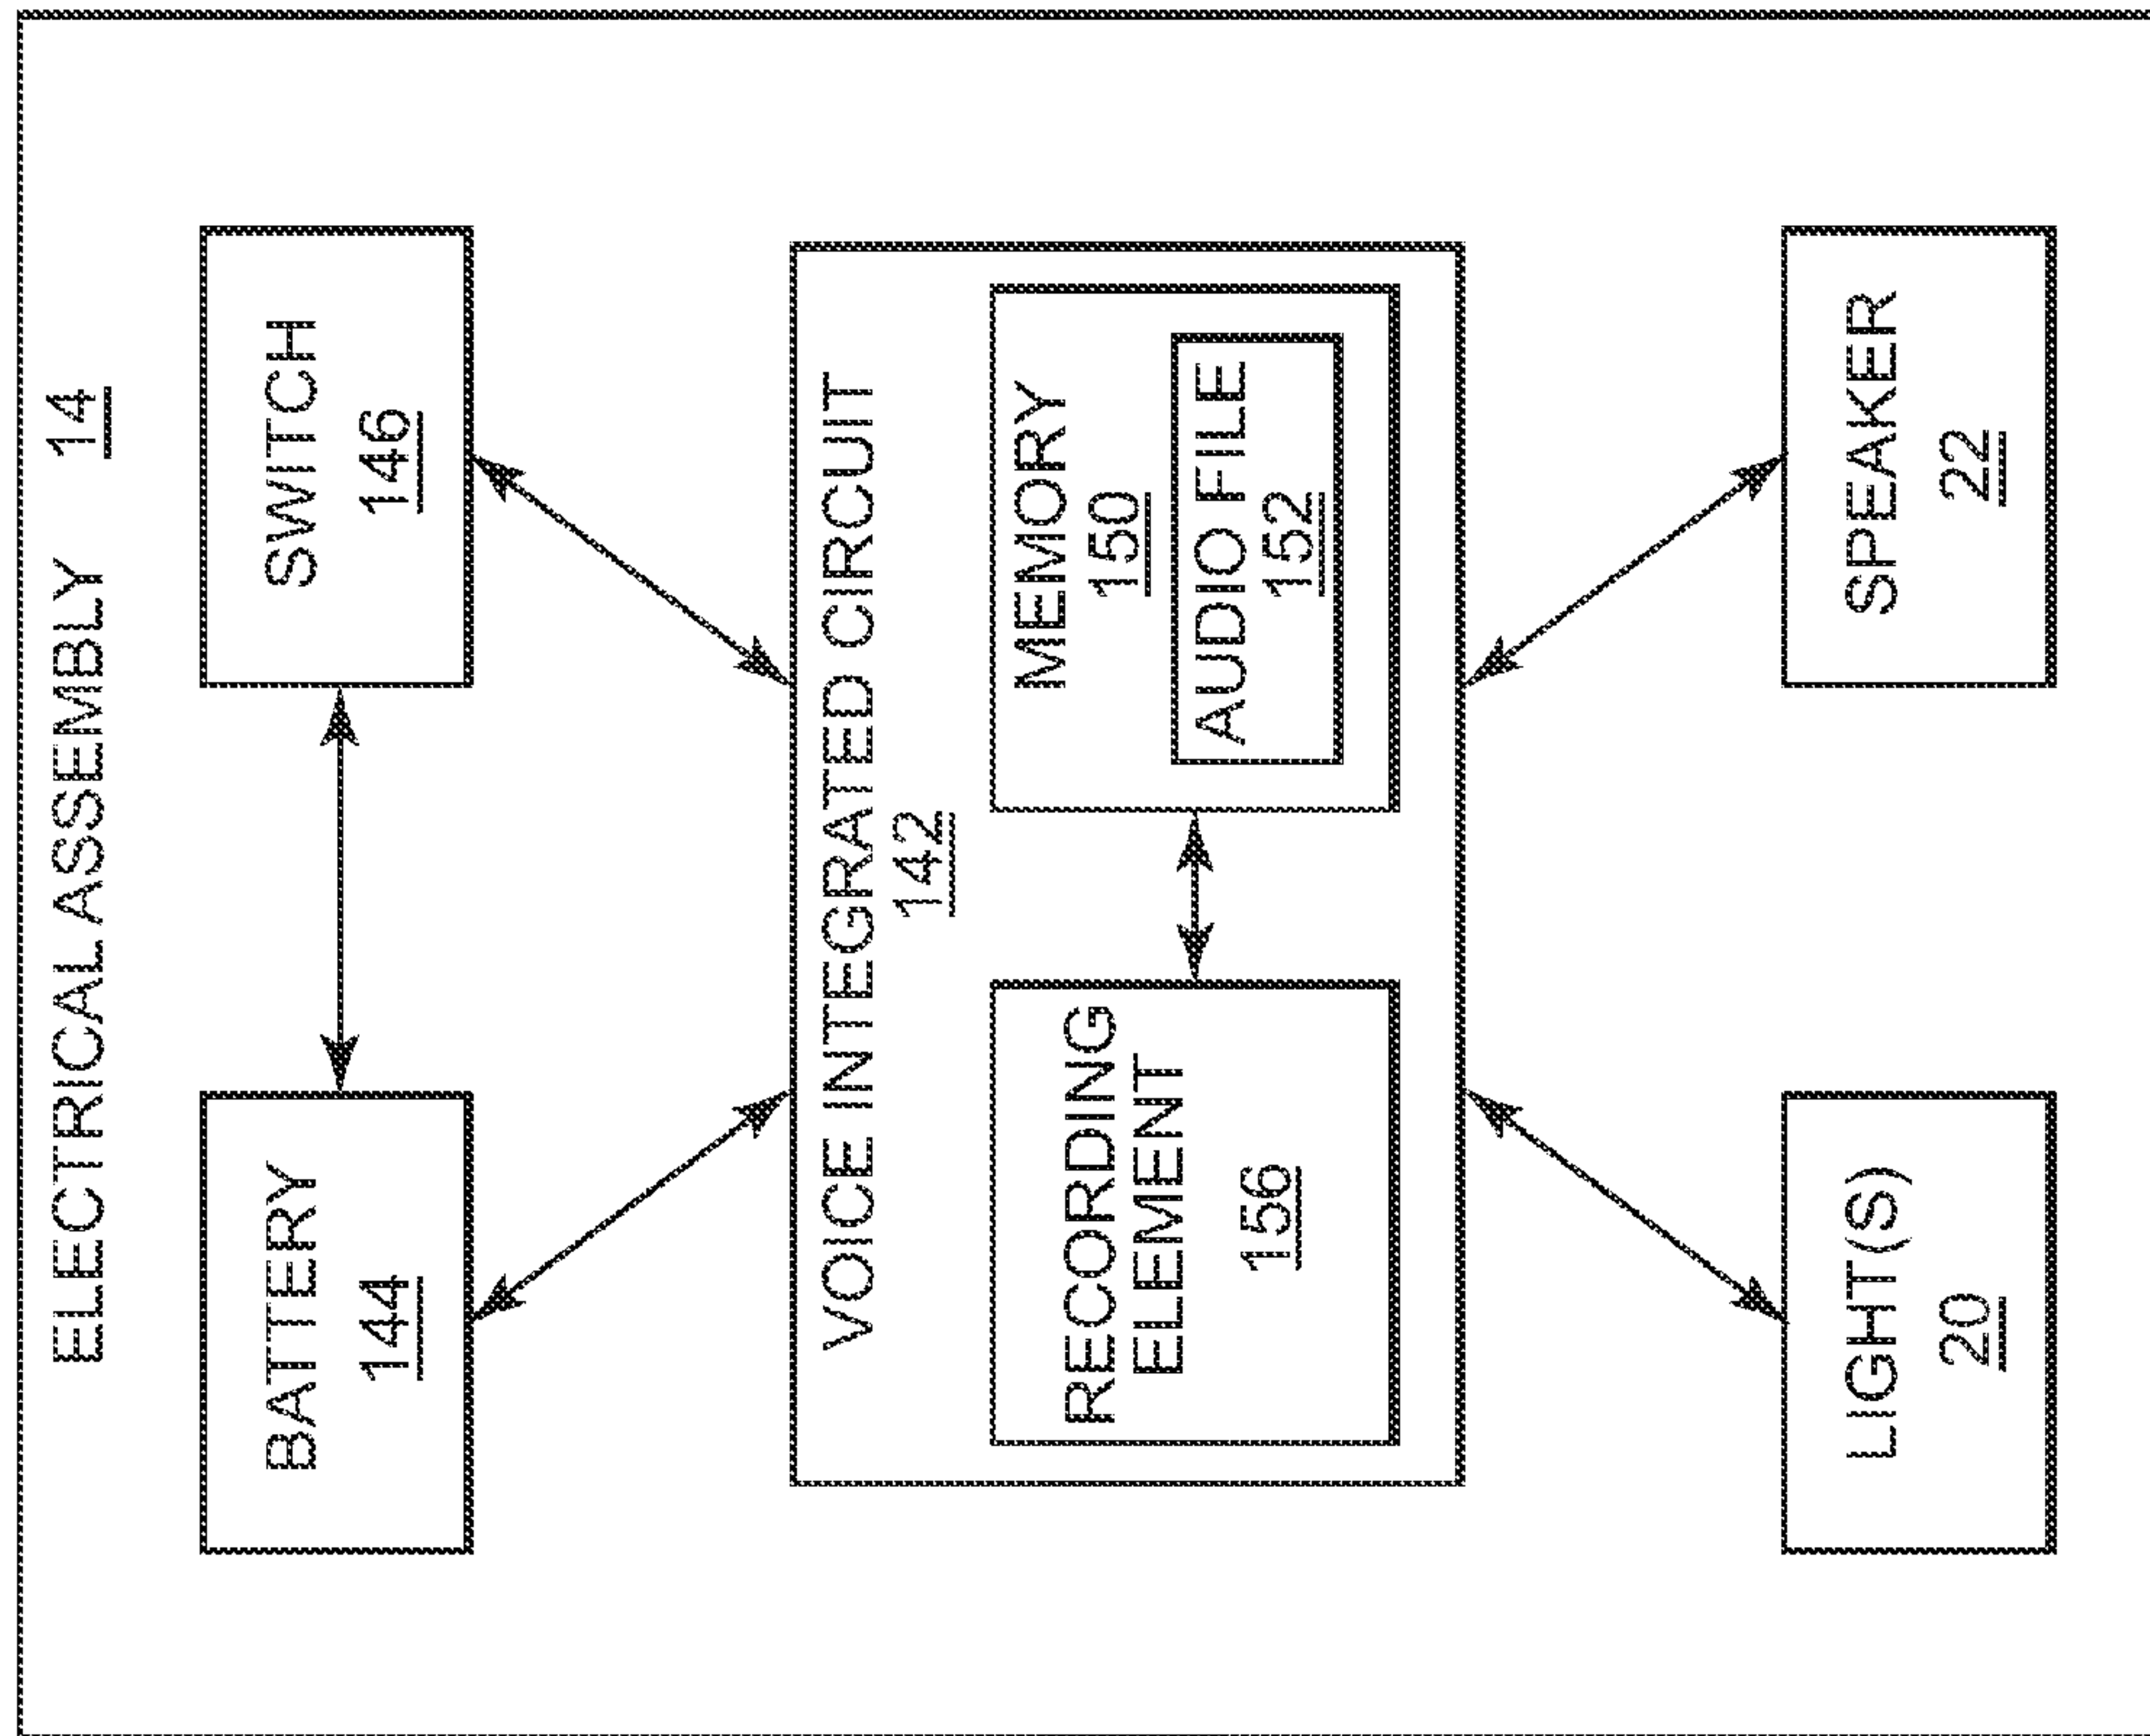 ELECTRICAL ASSEMBLY 14
BATTERY
144
SWITCH
146
VOICE INTEGRATED CIRCUIT
142
RECORDING
ELEMENT
156
MEMORY
150
AUDIO FILE
152
LIGHT(S)
20
SPEAKER
22